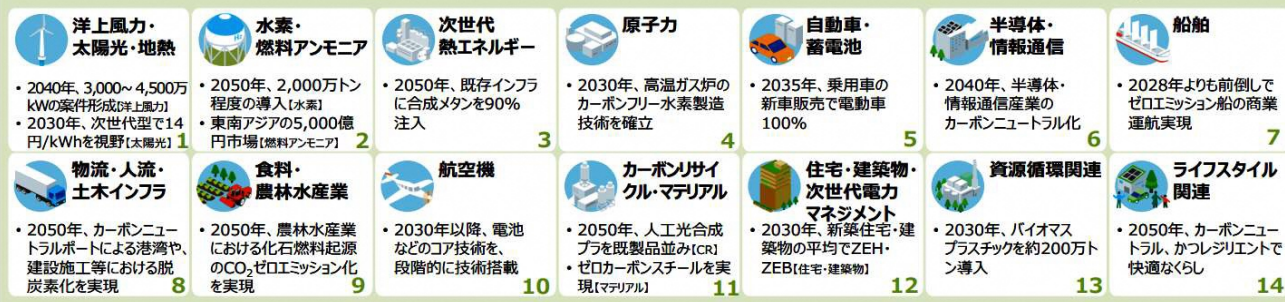 洋上風力・
太陽光・地熱
• 2040年、3,000～4,500万
kWの案件形成【洋上風力】
• 2030年、次世代型で14
円/kWhを視野【太陽光】
1
水素・
燃料アンモニア
• 2050年、2,000万トン
程度の導入【水素】
• 東南アジアの5,000億
円市場【燃料アンモニア】
2
次世代
熱エネルギー
• 2050年、既存インフラ
に合成メタンを90%
注入
3
原子力
• 2030年、高温ガス炉の
カーボンフリー水素製造
技術を確立
4
自動車・
蓄電池
• 2035年、乗用車の
新車販売で電動車
100%
5
半導体・
情報通信
• 2040年、半導体・
情報通信産業の
カーボンニュートラル化
6
船舶
• 2028年よりも前倒しで
ゼロエミッション船の商業
運航実現
7
物流・人流・
土木インフラ
• 2050年、カーボンニュー
トラルポートによる港湾や、
建設施工等における脱
炭素化を実現
8
食料・
農林水産業
• 2050年、農林水産業
における化石燃料起源
のCO₂ゼロエミッション化
を実現
9
航空機
• 2030年以降、電池
などのコア技術を、
段階的に技術搭載
10
カーボンリサイ
クル・マテリアル
• 2050年、人工光合成
プラを既製品並み【CR】
• ゼロカーボンスチールを実
現【マテリアル】
11
住宅・建築物・
次世代電力
マネジメント
• 2030年、新築住宅・建
築物の平均でZEH・
ZEB【住宅・建築物】
12
資源循環関連
• 2030年、バイオマス
プラスチックを約200万ト
ン導入
13
ライフスタイル
関連
• 2050年、カーボンニュー
トラル、かつレジリエントで
快適なくらし
14